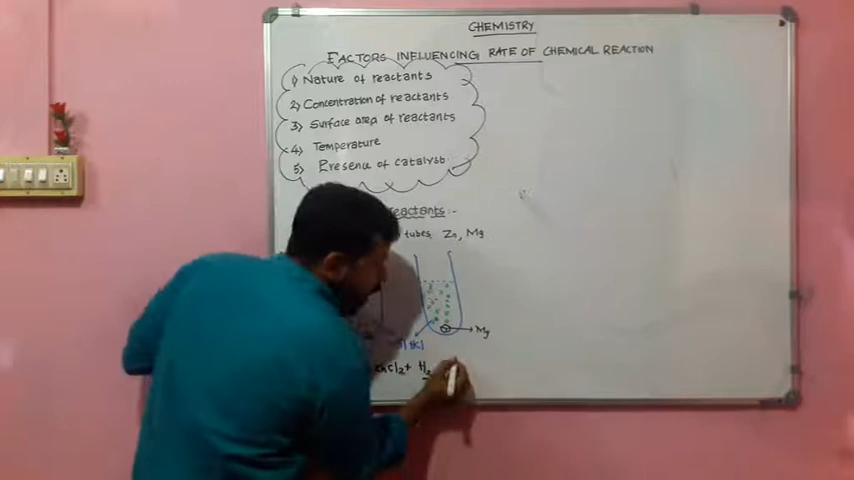 CHEMISTRY
FACTORS INFLUENCING RATE OF CHEMICAL REACTION
1) Nature of reactants
2) Concentration of reactants
3) Surface area of reactants
4) Temperature
5) Presence of catalyst
reactants :-
tubes, Zn, Mg
Mg
HCl
ZnCl2 + H2